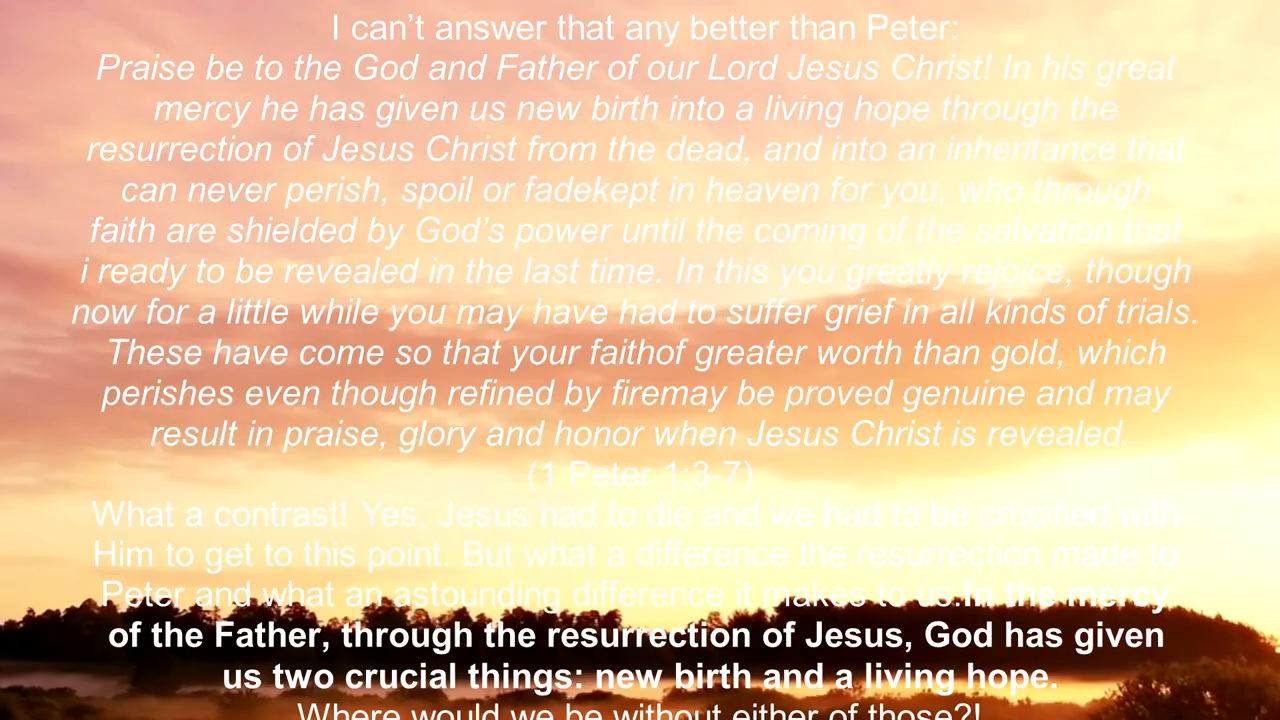 I can’t answer that any better than Peter:
Praise be to the God and Father of our Lord Jesus Christ! In his great
mercy he has given us new birth into a living hope through the
resurrection of Jesus Christ from the dead, and into an inheritance that
can never perish, spoil or fadekept in heaven for you, who through
faith are shielded by God’s power until the coming of the salvation that
i ready to be revealed in the last time. In this you greatly rejoice, though
now for a little while you may have had to suffer grief in all kinds of trials.
These have come so that your faithof greater worth than gold, which
perishes even though refined by firemay be proved genuine and may
result in praise, glory and honor when Jesus Christ is revealed.
(1 Peter 1:3-7)
What a contrast! Yes, Jesus had to die and we had to be crucified with
Him to get to this point. But what a difference the resurrection made to
Peter and what an astounding difference it makes to us.In the mercy
of the Father, through the resurrection of Jesus, God has given
us two crucial things: new birth and a living hope.
Where would we be without either of those?!